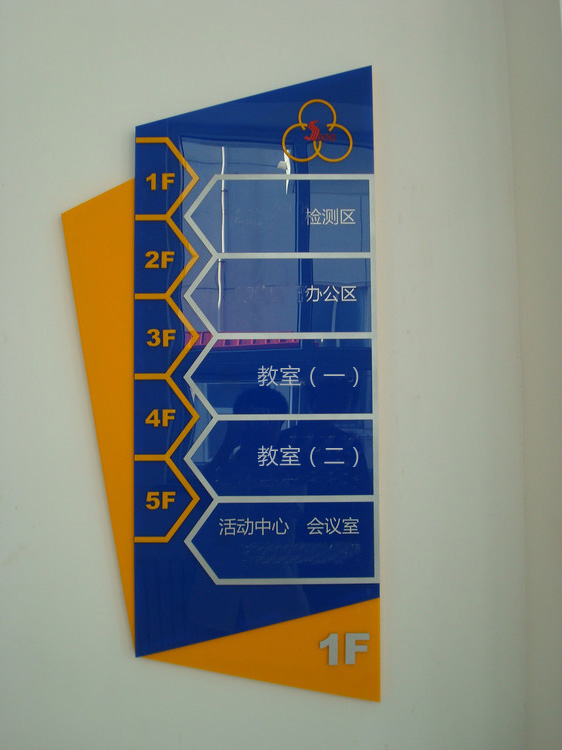 1F 检测区
2F 办公区
3F 教室（一）
4F 教室（二）
5F 活动中心 会议室
1F